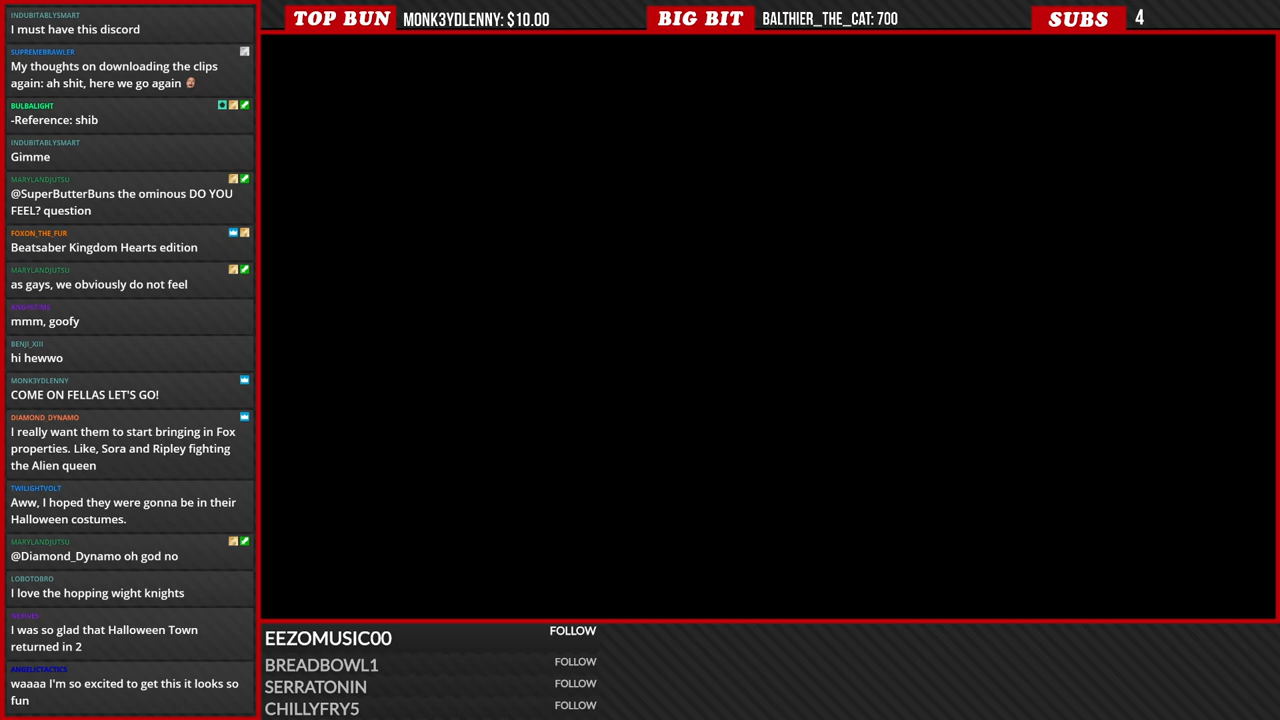 INDUBITABLYSMART
I must have this discord
SUPREMEBRAWLER
My thoughts on downloading the
clips again: ah shit, here we go again
BULBALIGHT
-Reference: shib
INDUBITABLYSMART
Gimme
MARYLANDJUTSU
@SuperButterBuns the ominous DO YOU
FEEL? question
FOXON_THE_FUR
Beatsaber Kingdom Hearts edition
MARYLANDJUTSU
as gays, we obviously do not feel
mmm, goofy
BENJI_XIII
hi hewwo
MONK3YDLENNY
COME ON FELLAS LET'S GO!
DIAMOND_DYNAMO
I really want them to start bringing in Fox
properties. Like, Sora and Ripley fighting
the Alien queen
TWILIGHTVOLT
Aww, I hoped they were gonna be in their
Halloween costumes.
MARYLANDJUTSU
@Diamond_Dynamo oh god no
LOBOTOBRO
I love the hopping wight knights
I was so glad that Halloween Town
returned in 2
ANGELICTACTICS
waaaa I'm so excited to get this it looks so
fun
TOP BUN
MONK3YDLENNY: $10.00
BIG BIT
BALTHIER_THE_CAT: 700
SUBS
4
EEZOMUSIC00 FOLLOW
BREADBOWL1 FOLLOW
SERRATONIN FOLLOW
CHILLYFRY5 FOLLOW